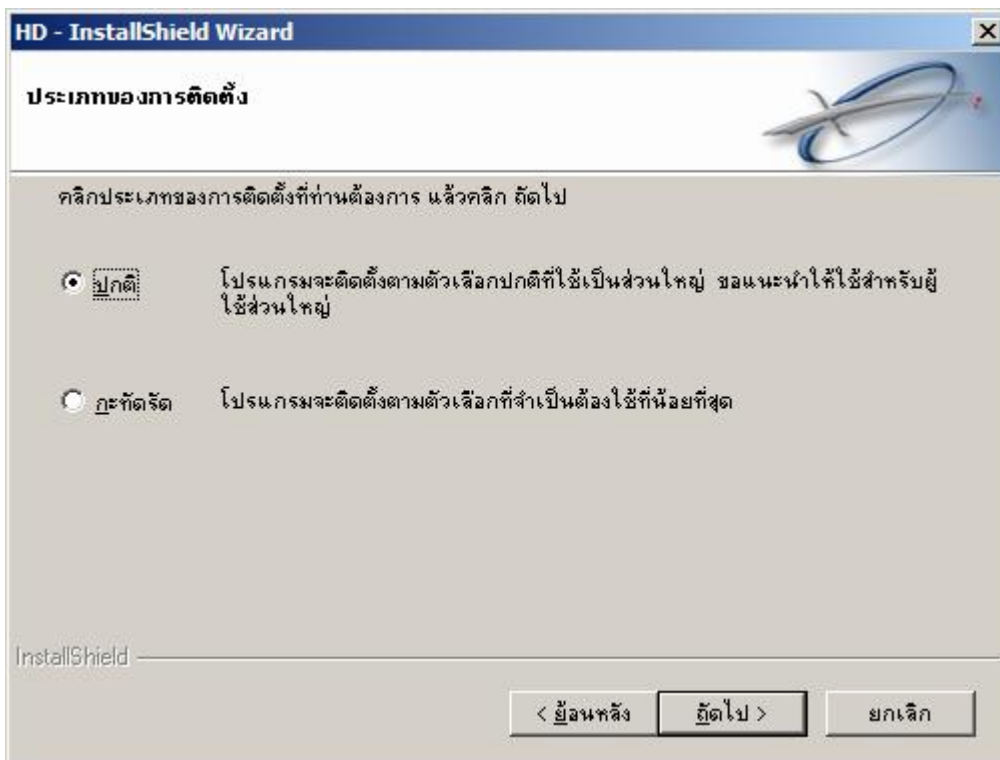 HD - InstallShield Wizard
ประเภทของการติดตั้ง
คลิกประเภทของการติดตั้งที่ท่านต้องการ แล้วคลิก ถัดไป
ปกติ
โปรแกรมจะติดตั้งตามตัวเลือกปกติที่ใช้เป็นส่วนใหญ่ ขอแนะนำให้ใช้สำหรับผู้
ใช้ส่วนใหญ่
กะทัดรัด
โปรแกรมจะติดตั้งตามตัวเลือกที่จำเป็นต้องใช้ที่น้อยที่สุด
InstallShield
< ย้อนหลัง
ถัดไป >
ยกเลิก